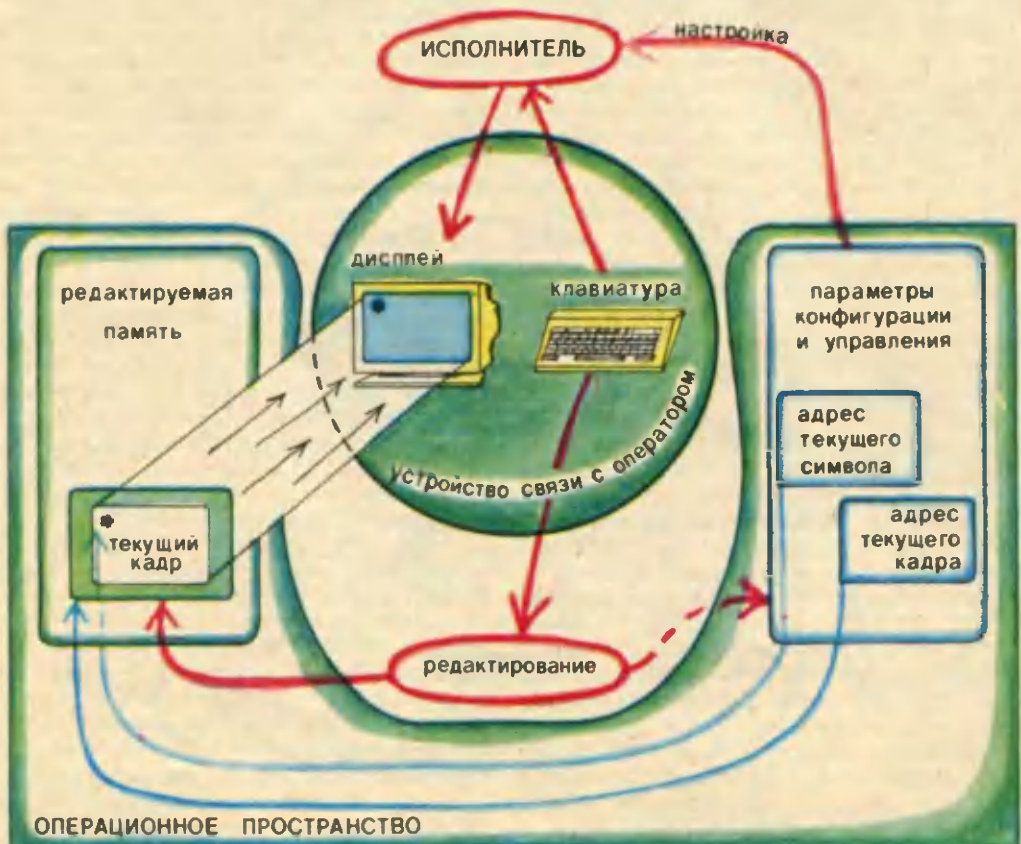 настройка
ИСПОЛНИТЕЛЬ
дисплей
клавиатура
устройство связи с оператором
редактируемая
память
текущий
кадр
параметры
конфигурации
и управления
адрес
текущего
символа
адрес
текущего
кадра
редактирование
ОПЕРАЦИОННОЕ ПРОСТРАНСТВО